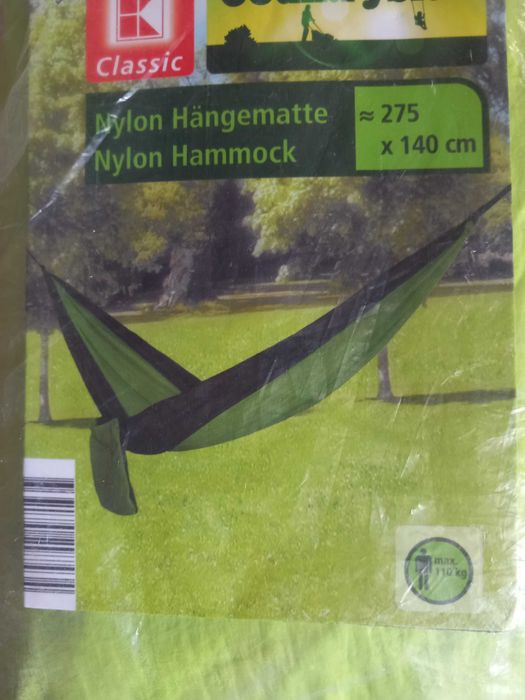 Classic
Nylon Hängematte
Nylon Hammock
≈ 275
x 140 cm
max.
110 kg